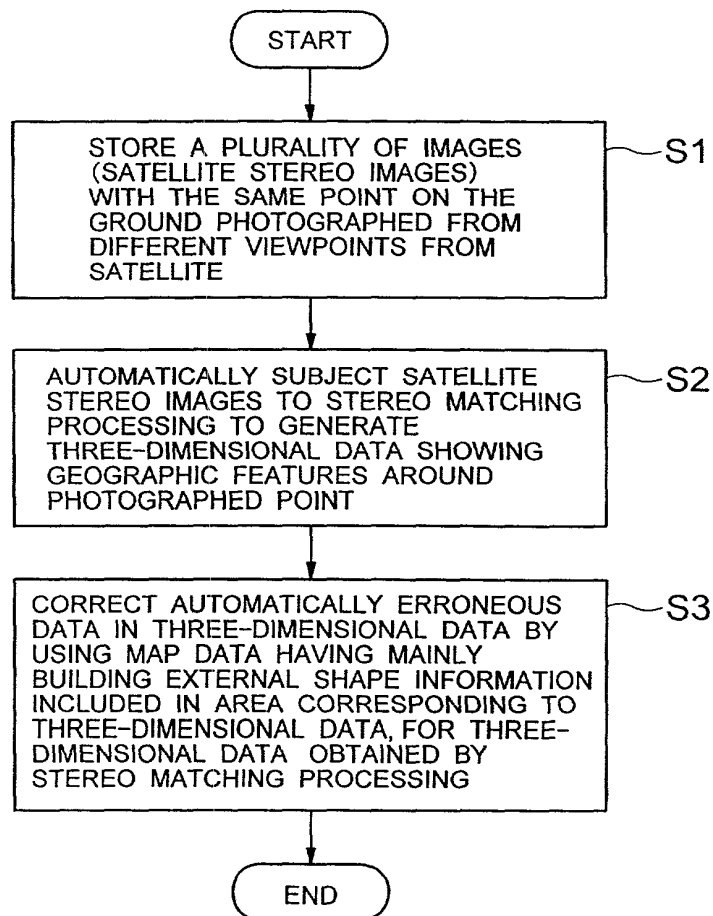 START
STORE A PLURALITY OF IMAGES
(SATELLITE STEREO IMAGES)
WITH THE SAME POINT ON THE
GROUND PHOTOGRAPHED FROM
DIFFERENT VIEWPOINTS FROM
SATELLITE
S1
AUTOMATICALLY SUBJECT SATELLITE
STEREO IMAGES TO STEREO MATCHING
PROCESSING TO GENERATE
THREE-DIMENSIONAL DATA SHOWING
GEOGRAPHIC FEATURES AROUND
PHOTOGRAPHED POINT
S2
CORRECT AUTOMATICALLY ERRONEOUS
DATA IN THREE-DIMENSIONAL DATA BY
USING MAP DATA HAVING MAINLY
BUILDING EXTERNAL SHAPE INFORMATION
INCLUDED IN AREA CORRESPONDING TO
THREE-DIMENSIONAL DATA, FOR THREE-
DIMENSIONAL DATA OBTAINED BY
STEREO MATCHING PROCESSING
S3
END